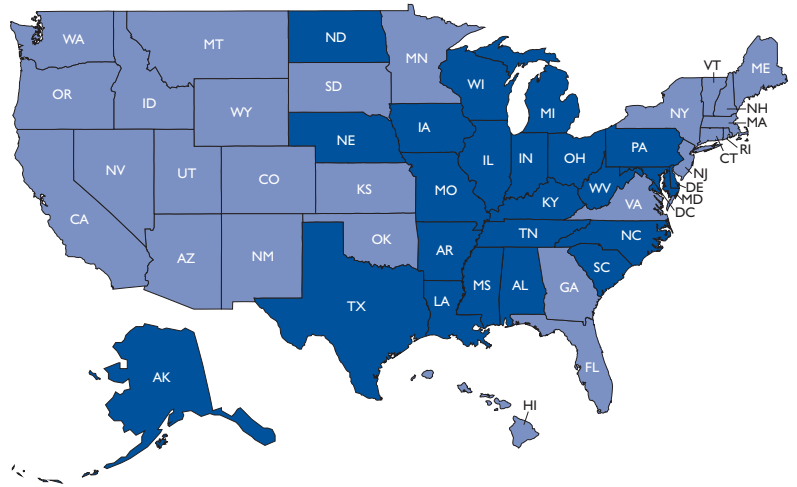 WA
MT
ND
MN
VT
ME
OR
ID
SD
WI
MI
NY
NH
MA
WY
IA
RI
CT
NE
PA
NV
UT
CO
IL
IN
OH
NJ
DE
MD
DC
CA
KS
MO
WV
KY
VA
AZ
NM
OK
AR
TN
NC
SC
TX
LA
MS
AL
GA
FL
AK
HI